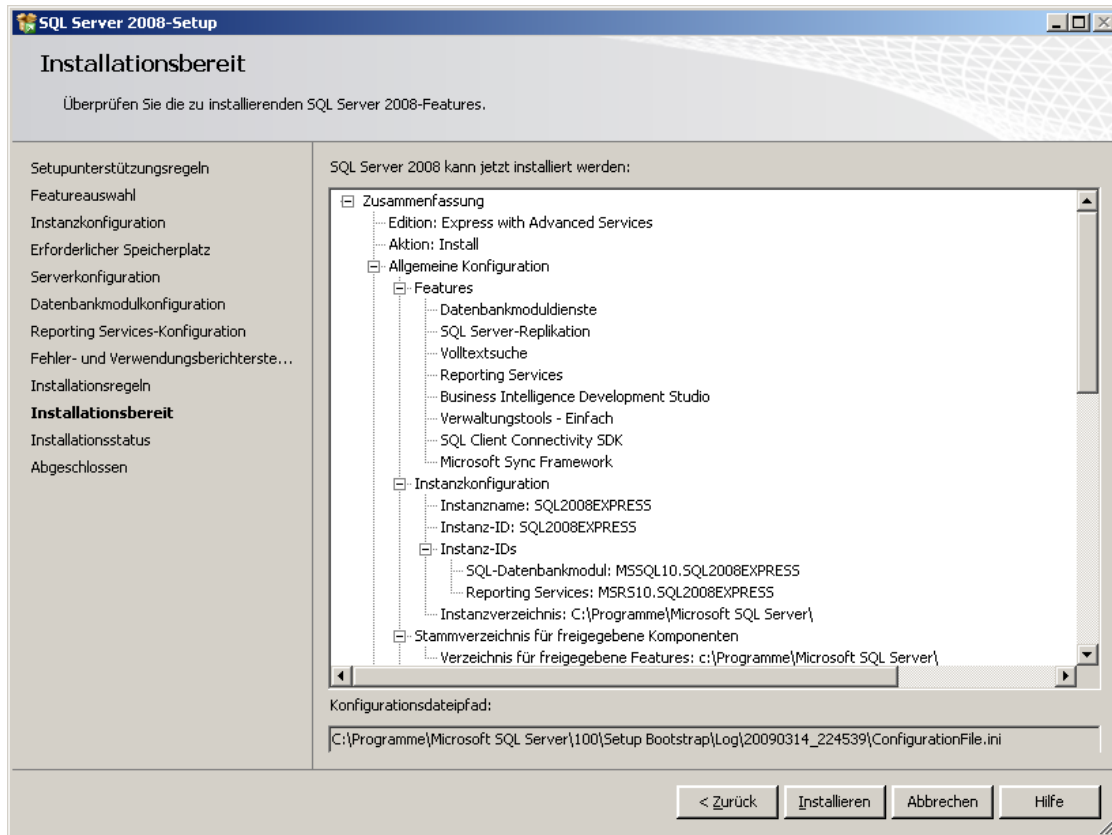 SQL Server 2008-Setup
Installationsbereit
Überprüfen Sie die zu installierenden SQL Server 2008-Features.
Setupunterstützungsregeln
Featureauswahl
Instanzkonfiguration
Erforderlicher Speicherplatz
Serverkonfiguration
Datenbankmodulkonfiguration
Reporting Services-Konfiguration
Fehler- und Verwendungsberichterste...
Installationsregeln
Installationsbereit
Installationsstatus
Abgeschlossen
SQL Server 2008 kann jetzt installiert werden:
Zusammenfassung
Edition: Express with Advanced Services
Aktion: Install
Allgemeine Konfiguration
Features
Datenbankmoduldienste
SQL Server-Replikation
Volltextsuche
Reporting Services
Business Intelligence Development Studio
Verwaltungstools - Einfach
SQL Client Connectivity SDK
Microsoft Sync Framework
Instanzkonfiguration
Instanzname: SQL2008EXPRESS
Instanz-ID: SQL2008EXPRESS
Instanz-IDs
SQL-Datenbankmodul: MSSQL10.SQL2008EXPRESS
Reporting Services: MSRS10.SQL2008EXPRESS
Instanzverzeichnis: C:\Programme\Microsoft SQL Server\
Stammverzeichnis für freigegebene Komponenten
Verzeichnis für freigegebene Features: c:\Programme\Microsoft SQL Server\
Konfigurationsdateipfad:
C:\Programme\Microsoft SQL Server\100\Setup Bootstrap\Log\20090314_224539\ConfigurationFile.ini
< Zurück
Installieren
Abbrechen
Hilfe